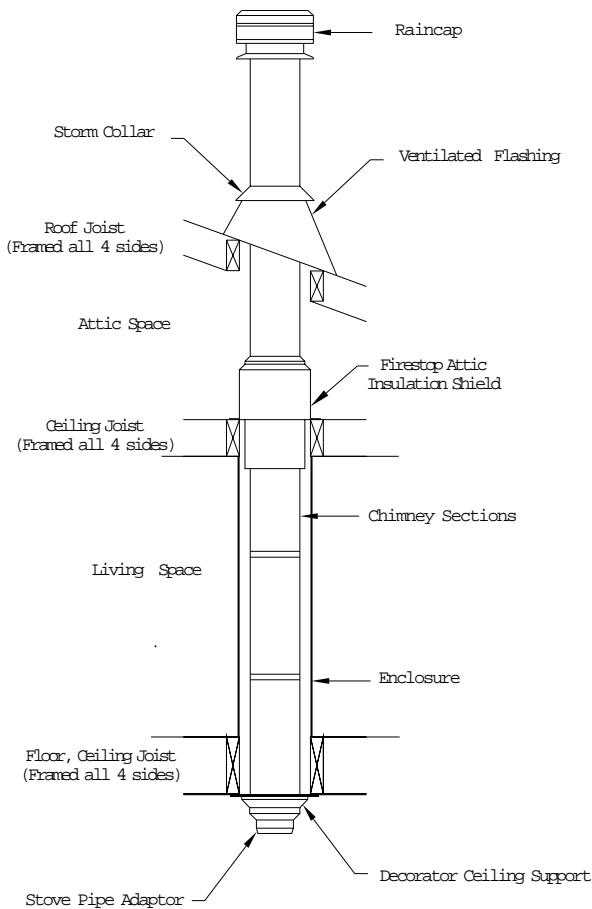 Raincap
Storm Collar
Ventilated Flashing
Roof Joist
(Framed all 4 sides)
Attic Space
Firestop Attic
Insulation Shield
Ceiling Joist
(Framed all 4 sides)
Chimney Sections
Living Space
Enclosure
Floor, Ceiling Joist
(Framed all 4 sides)
Decorator Ceiling Support
Stove Pipe Adaptor